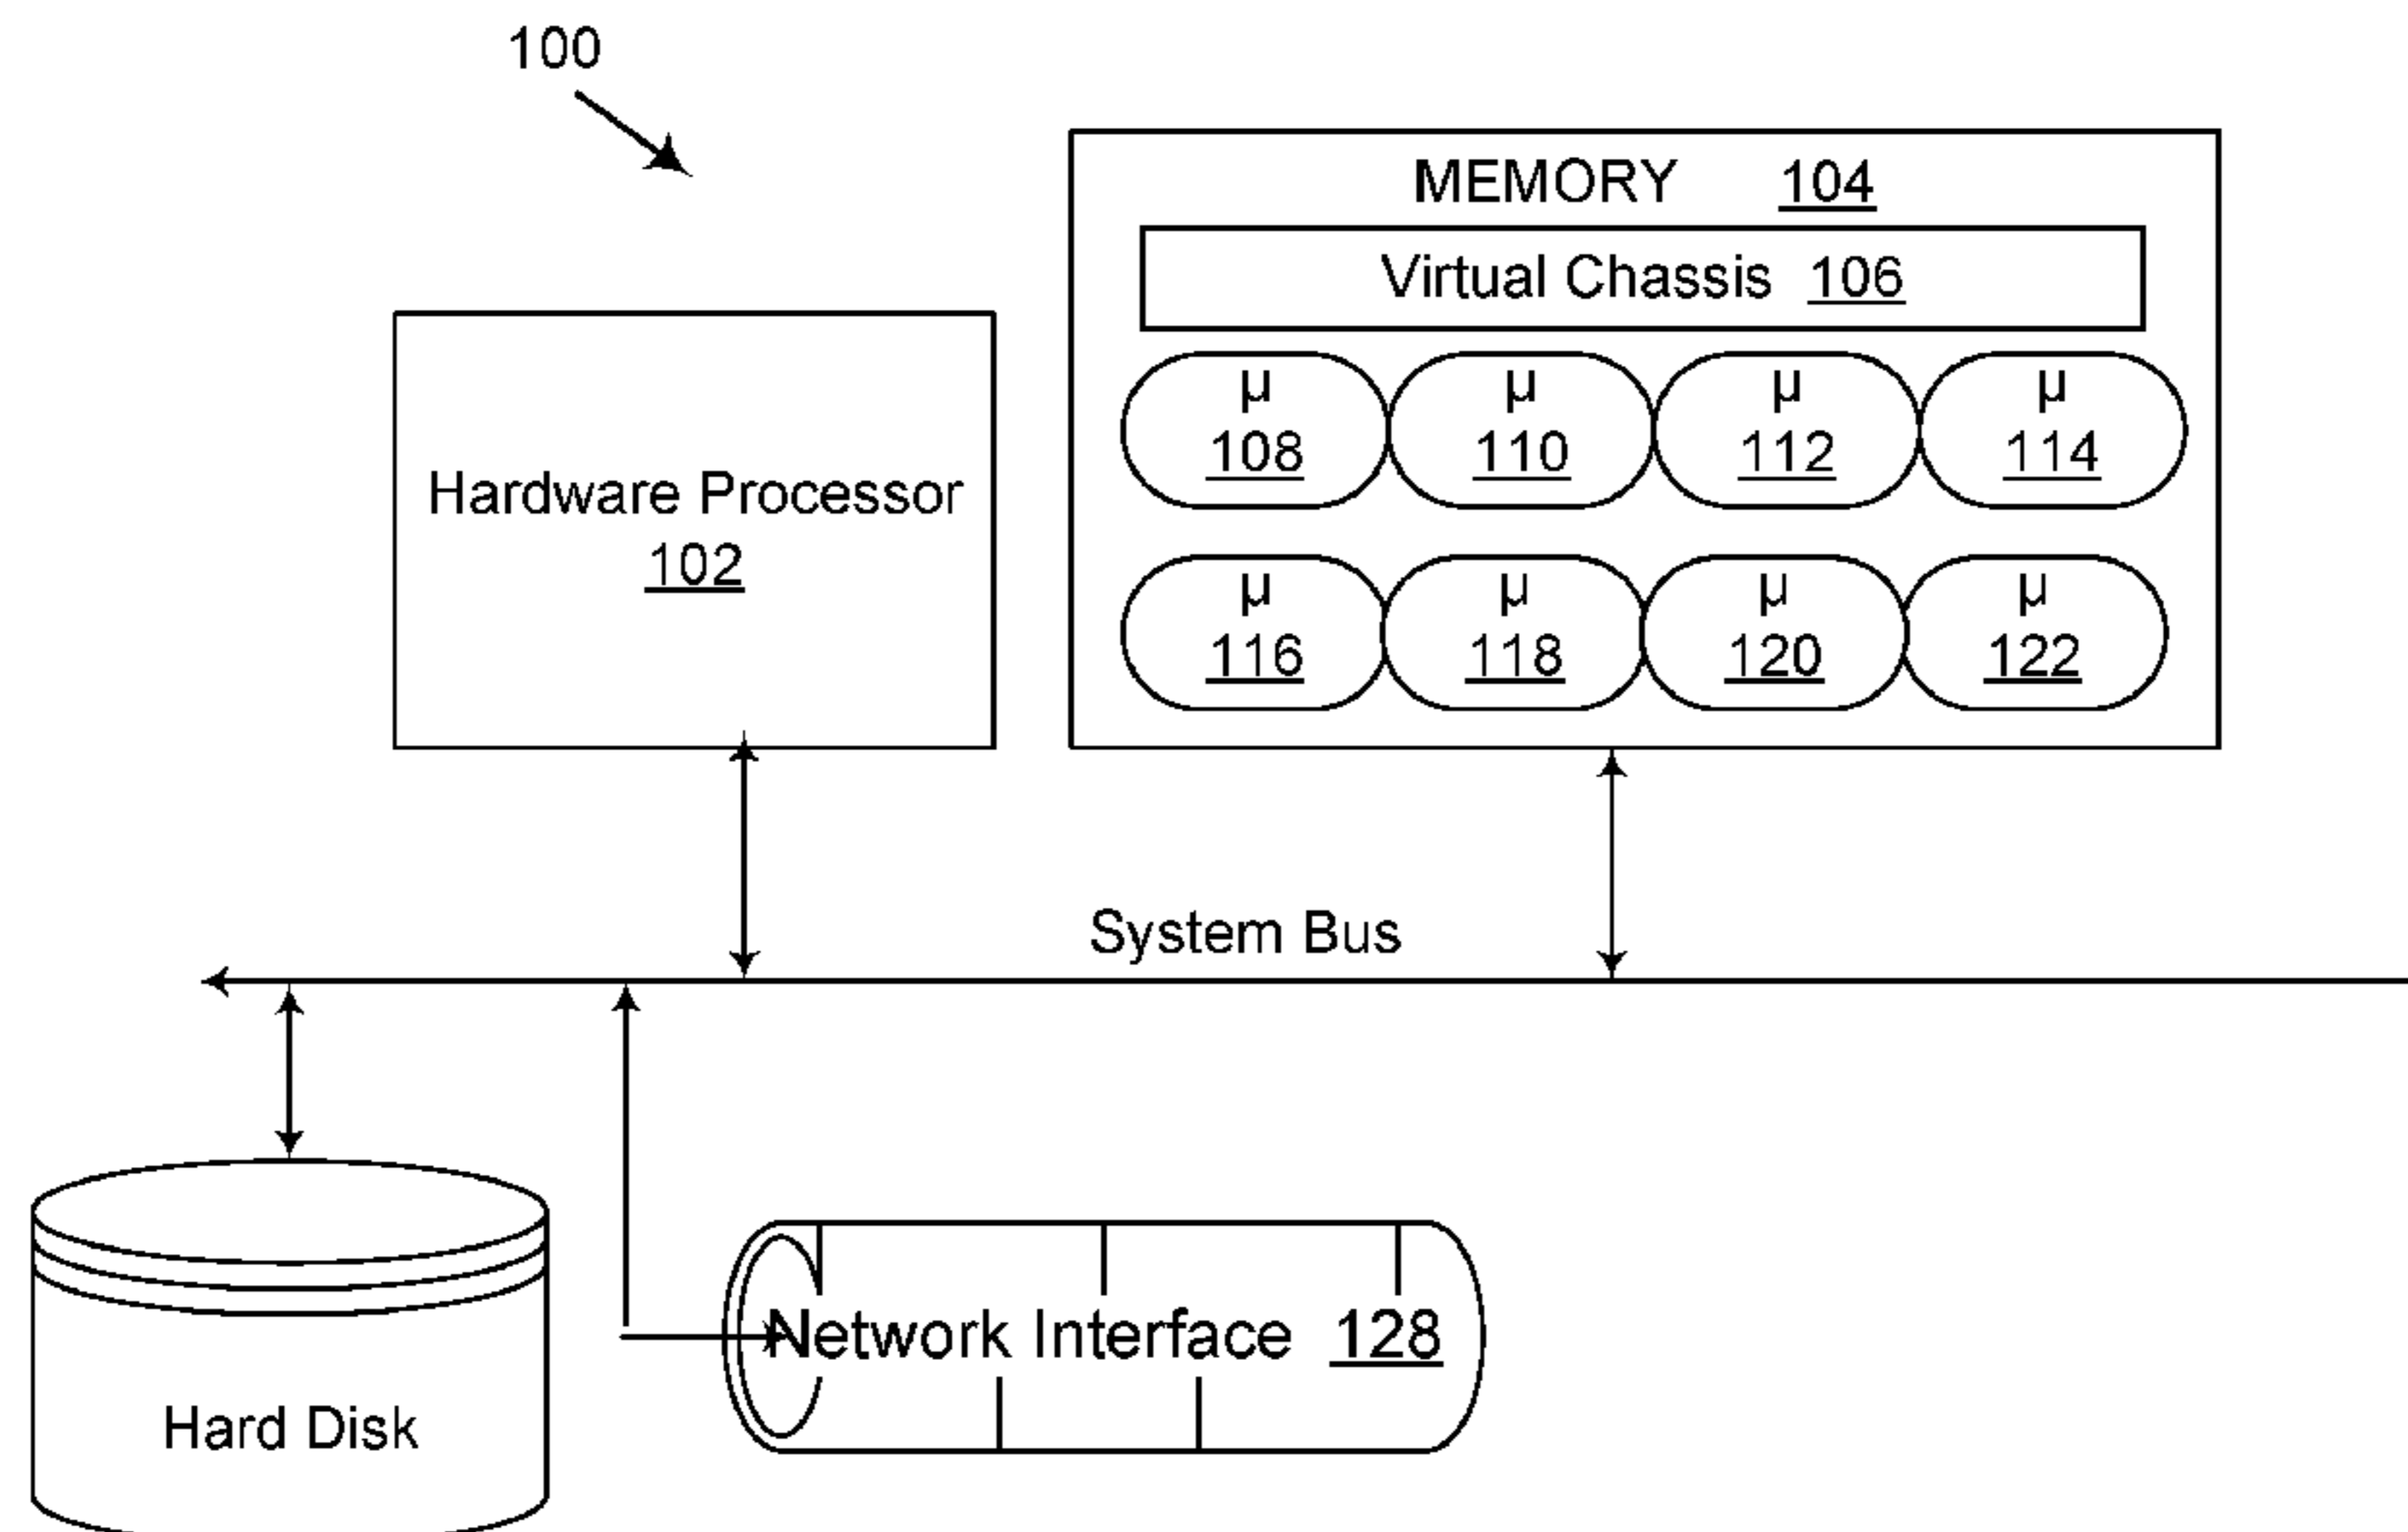 100
MEMORY 104
Virtual Chassis 106
µ µ µ µ
108 110 112 114
Hardware Processor
102
µ µ µ µ
116 118 120 122
System Bus
Network Interface 128
Hard Disk